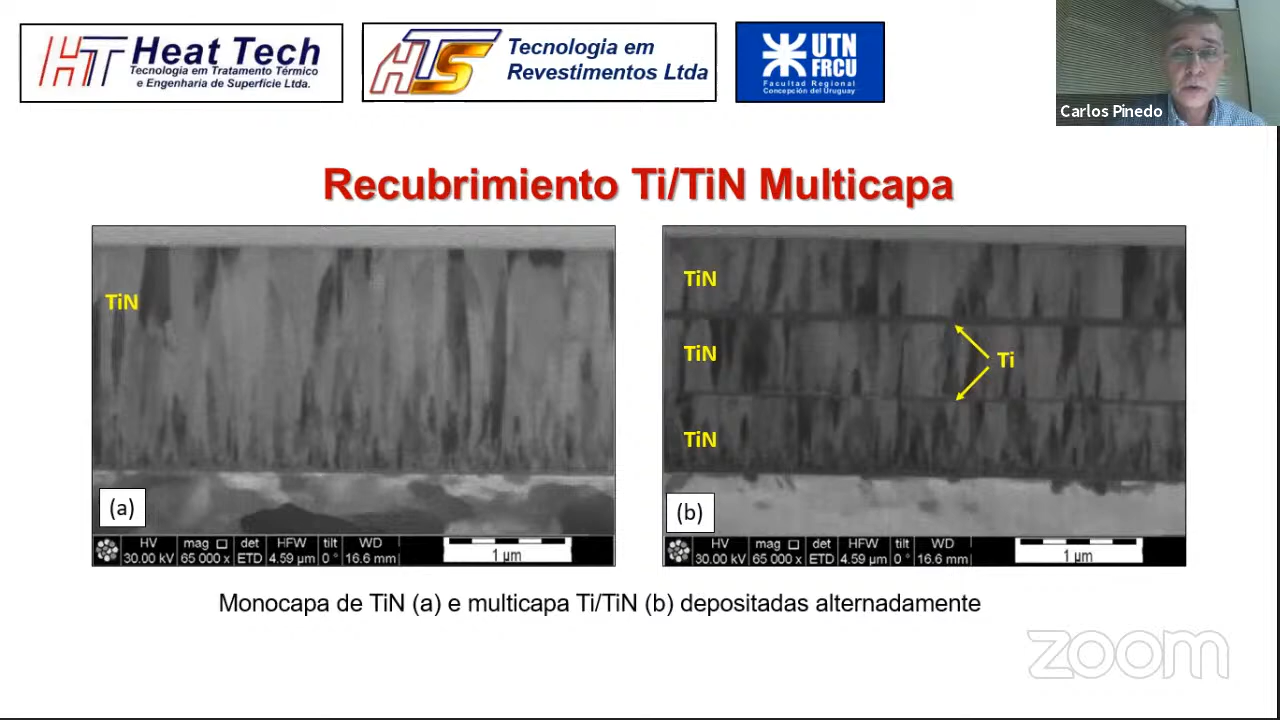 HT Heat Tech
Tecnologia em Tratamento Térmico
e Engenharia de Superfície Ltda.
HTS Tecnologia em
Revestimentos Ltda
UTN
FRCU
Facultad Regional
Concepción del Uruguay
Carlos Pinedo
Recubrimiento Ti/TiN Multicapa
TiN
(a)
HV mag det HFW tilt WD
30.00 kV 65 000 x ETD 4.59 µm 0 ° 16.6 mm
1 µm
TiN
TiN
Ti
TiN
(b)
HV mag det HFW tilt WD
30.00 kV 65 000 x ETD 4.59 µm 0 ° 16.6 mm
1 µm
Monocapa de TiN (a) e multicapa Ti/TiN (b) depositadas alternadamente
zoom